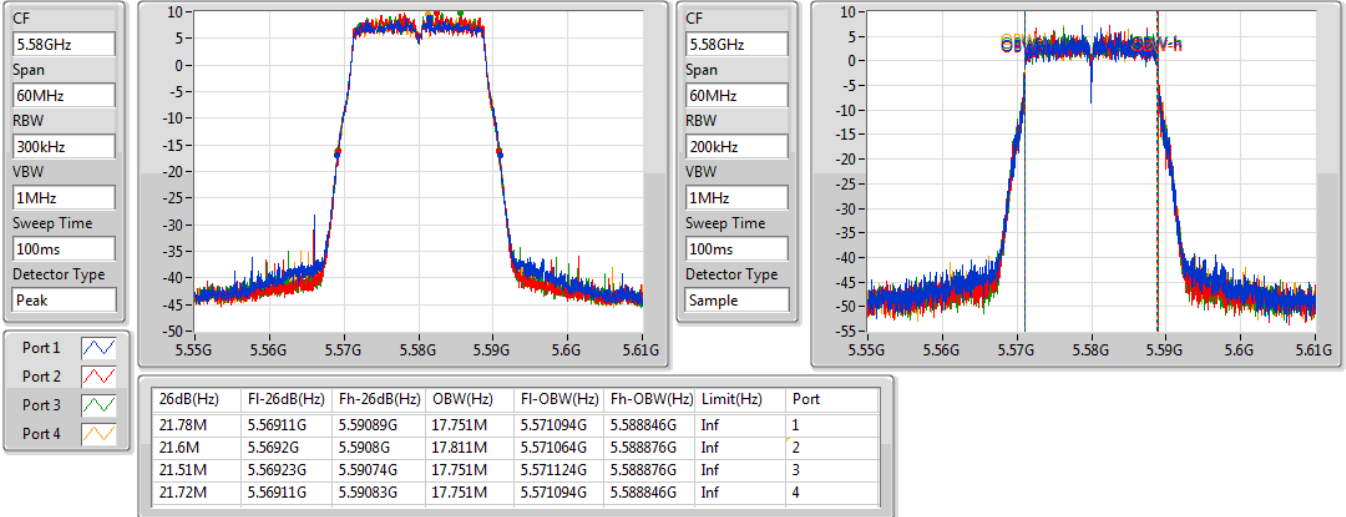 CF
5.58GHz
Span
60MHz
RBW
300kHz
VBW
1MHz
Sweep Time
100ms
Detector Type
Peak
10
5
0
-5
-10
-15
-20
-25
-30
-35
-40
-45
-50
5.55G 5.56G 5.57G 5.58G 5.59G 5.6G 5.61G
CF
5.58GHz
Span
60MHz
RBW
200kHz
VBW
1MHz
Sweep Time
100ms
Detector Type
Sample
10
5
0
-5
-10
-15
-20
-25
-30
-35
-40
-45
-50
-55
OBW-h
5.55G 5.56G 5.57G 5.58G 5.59G 5.6G 5.61G
Port 1
Port 2
Port 3
Port 4
26dB(Hz) Fl-26dB(Hz) Fh-26dB(Hz) OBW(Hz) Fl-OBW(Hz) Fh-OBW(Hz) Limit(Hz) Port
21.78M 5.56911G 5.59089G 17.751M 5.571094G 5.588846G Inf 1
21.6M 5.5692G 5.5908G 17.811M 5.571064G 5.588876G Inf 2
21.51M 5.56923G 5.59074G 17.751M 5.571124G 5.588876G Inf 3
21.72M 5.56911G 5.59083G 17.751M 5.571094G 5.588846G Inf 4